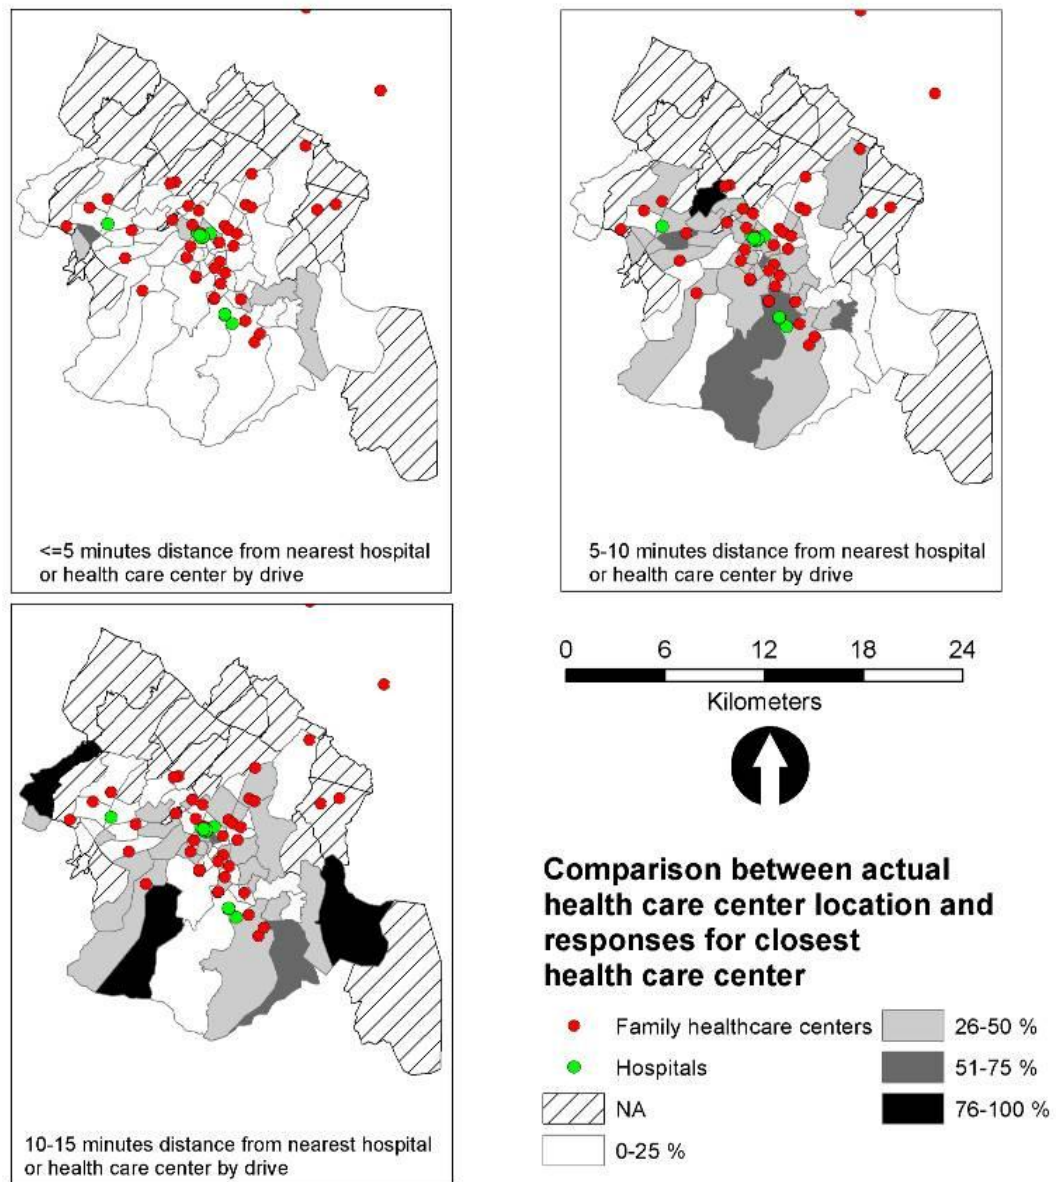 <=5 minutes distance from nearest hospital
or health care center by drive
5-10 minutes distance from nearest hospital
or health care center by drive
10-15 minutes distance from nearest hospital
or health care center by drive
0 6 12 18 24
Kilometers
Comparison between actual
health care center location and
responses for closest
health care center
Family healthcare centers
Hospitals
NA
0-25 %
26-50 %
51-75 %
76-100 %